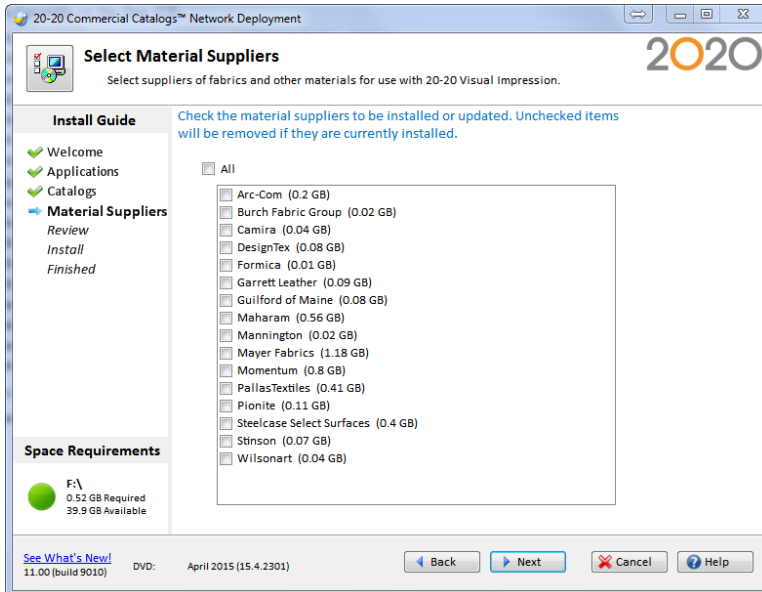 20-20 Commercial Catalogs™ Network Deployment
Select Material Suppliers
Select suppliers of fabrics and other materials for use with 20-20 Visual Impression.
2020
Install Guide
Welcome
Applications
Catalogs
Material Suppliers
Review
Install
Finished
Check the material suppliers to be installed or updated. Unchecked items
will be removed if they are currently installed.
All
Arc-Com (0.2 GB)
Burch Fabric Group (0.02 GB)
Camira (0.04 GB)
DesignTex (0.08 GB)
Formica (0.01 GB)
Garrett Leather (0.09 GB)
Guilford of Maine (0.08 GB)
Maharam (0.56 GB)
Mannington (0.02 GB)
Mayer Fabrics (1.18 GB)
Momentum (0.8 GB)
PallasTextiles (0.41 GB)
Pionite (0.11 GB)
Steelcase Select Surfaces (0.4 GB)
Stinson (0.07 GB)
Wilsonart (0.04 GB)
Space Requirements
F:\
0.52 GB Required
39.9 GB Available
See What's New!
11.00 (build 9010)
DVD: April 2015 (15.4.2301)
Back
Next
Cancel
Help